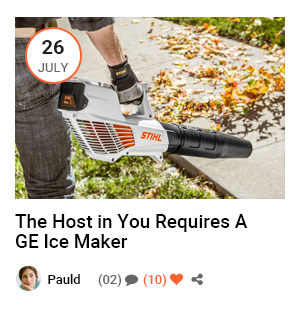 26
JULY
STIHL
The Host in You Requires A
GE Ice Maker
Pauld (02) (10)